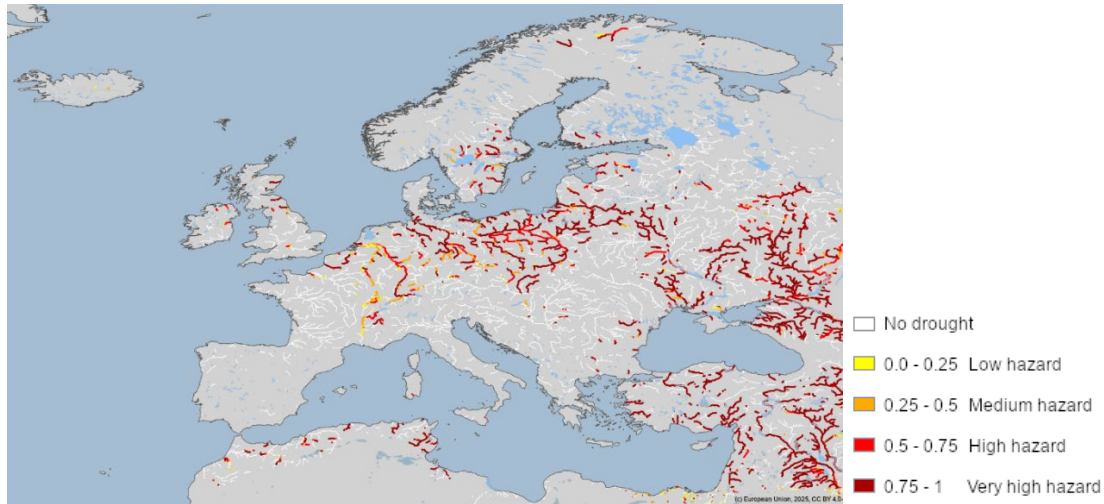 No drought
0.0 - 0.25 Low hazard
0.25 - 0.5 Medium hazard
0.5 - 0.75 High hazard
0.75 - 1 Very high hazard
(c) European Union, 2025, CC BY 4.0